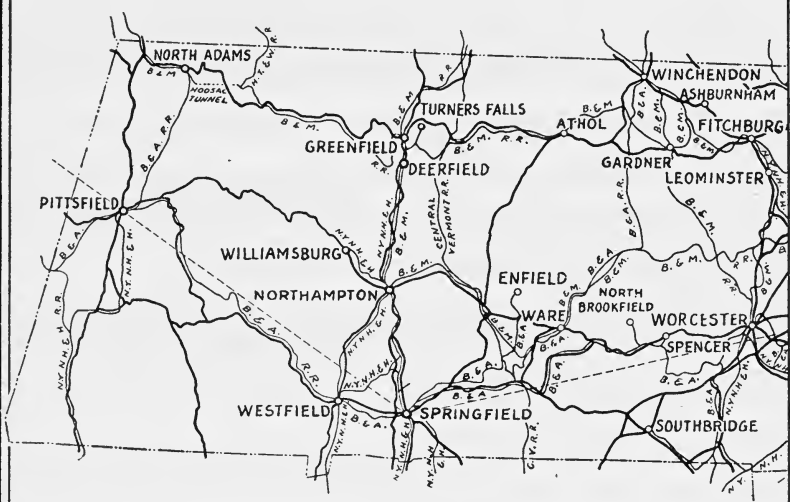 NORTH ADAMS
B & M
HOOSAC
TUNNEL
H. T. & W. R R
B. & M.
R. R.
B. & A. R. R.
B. & M
R R
TURNERS FALLS
GREENFIELD
DEERFIELD
B. & M.
R. R.
ATHOL
B. & M
WINCHENDON
ASHBURNHAM
FITCHBURG
B. & A.
B. & M.
B. & M.
B & M
GARDNER
LEOMINSTER
N.Y.N.H.
PITTSFIELD
B. & A.
N.Y. N.H. & H.
N.Y. N.H. & H. R. R.
WILLIAMSBURG
N.Y.N.H. & H
N.Y.N.H. & H.
B. & M.
CENTRAL
VERMONT R.R.
B. & A. R. R.
B. & M.
NORTHAMPTON
B. & M.
ENFIELD
B. & A
B. & M.
B. & M.
R R
R R
B. & M.
NORTH
BROOKFIELD
WARE
WORCESTER
SPENCER
B. & M
B. & A.
B. & A.
B. & A.
B. & A.
B. & A.
R. R.
N.Y.N.H. & H.
N.Y.N.H. & H.
B. & A.
WESTFIELD
SPRINGFIELD
SOUTHBRIDGE
N.Y.N.H. & H
B. & A.
N.Y.N.H. & H
N.Y. N.H
& H
C. V. R. R.
B. & A
N.Y.N.H. & H.
N.Y. N.H.